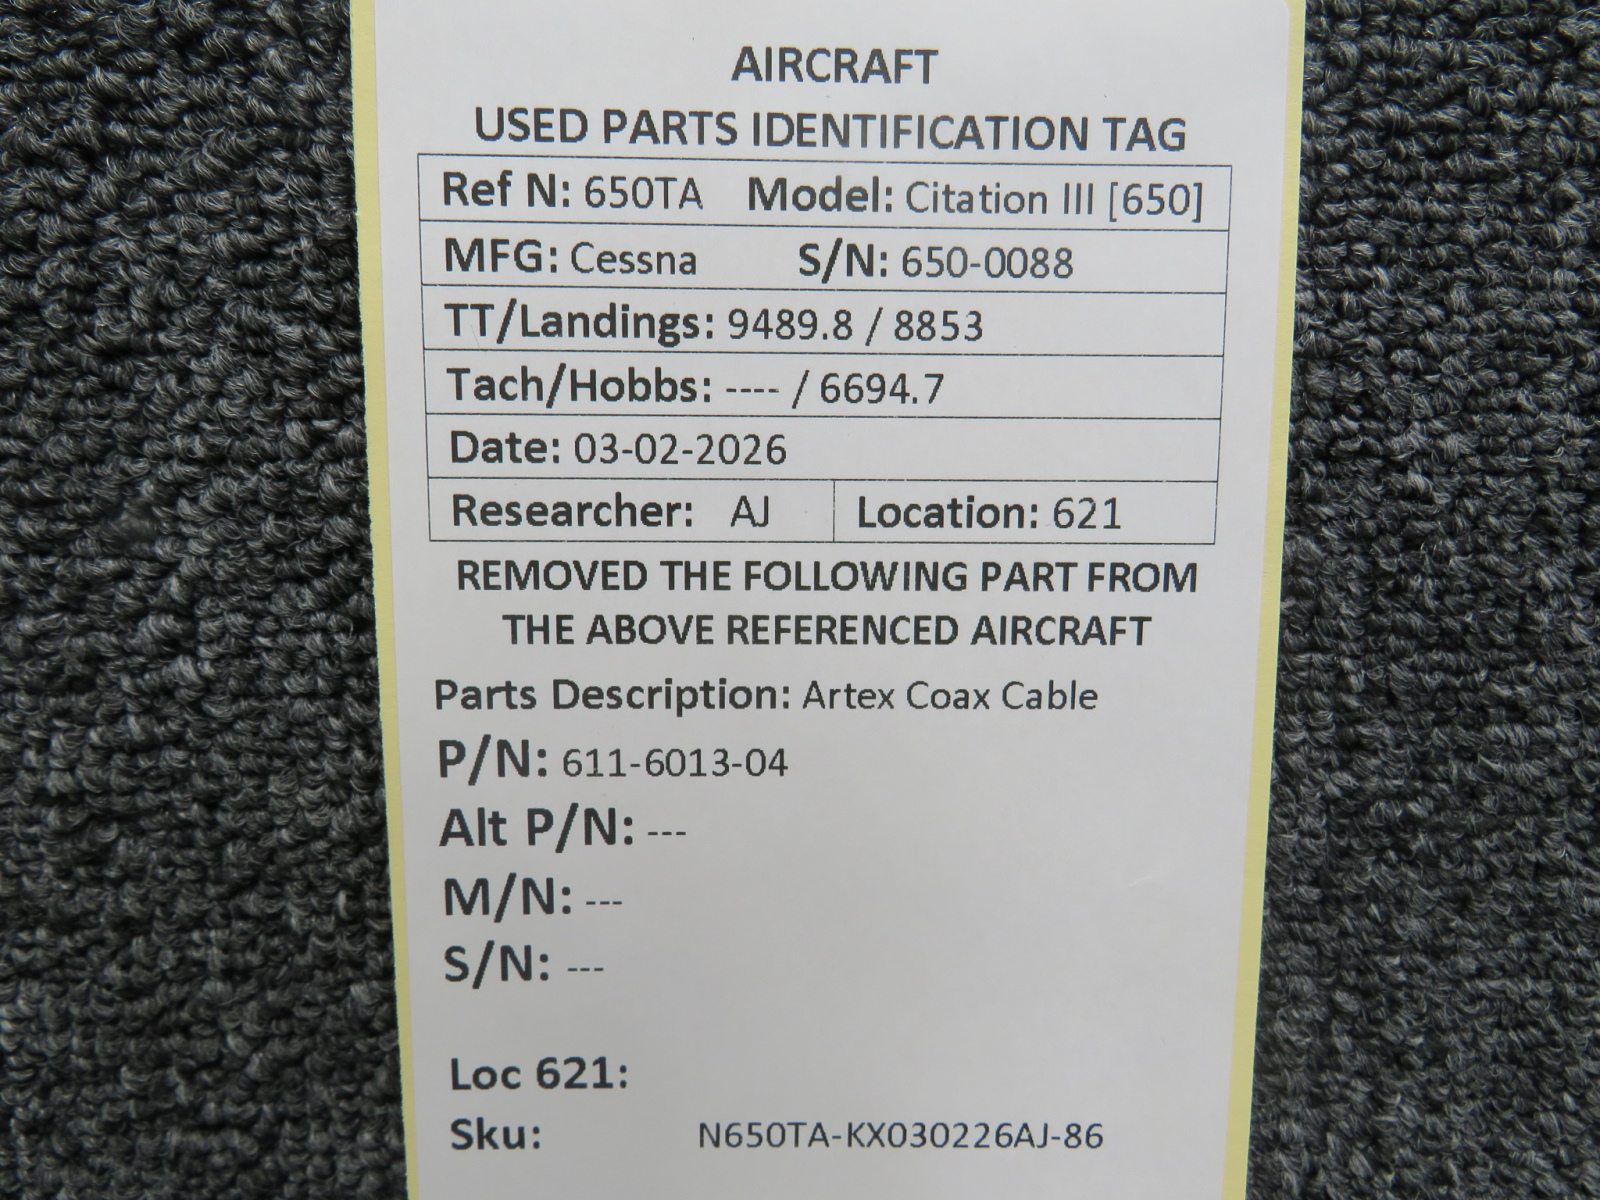 AIRCRAFT
USED PARTS IDENTIFICATION TAG
Ref N: 650TA Model: Citation III [650]
MFG: Cessna S/N: 650-0088
TT/Landings: 9489.8 / 8853
Tach/Hobbs: ---- / 6694.7
Date: 03-02-2026
Researcher: AJ Location: 621
REMOVED THE FOLLOWING PART FROM
THE ABOVE REFERENCED AIRCRAFT
Parts Description: Artex Coax Cable
P/N: 611-6013-04
Alt P/N: ---
M/N: ---
S/N: ---
Loc 621:
Sku: N650TA-KX030226AJ-86